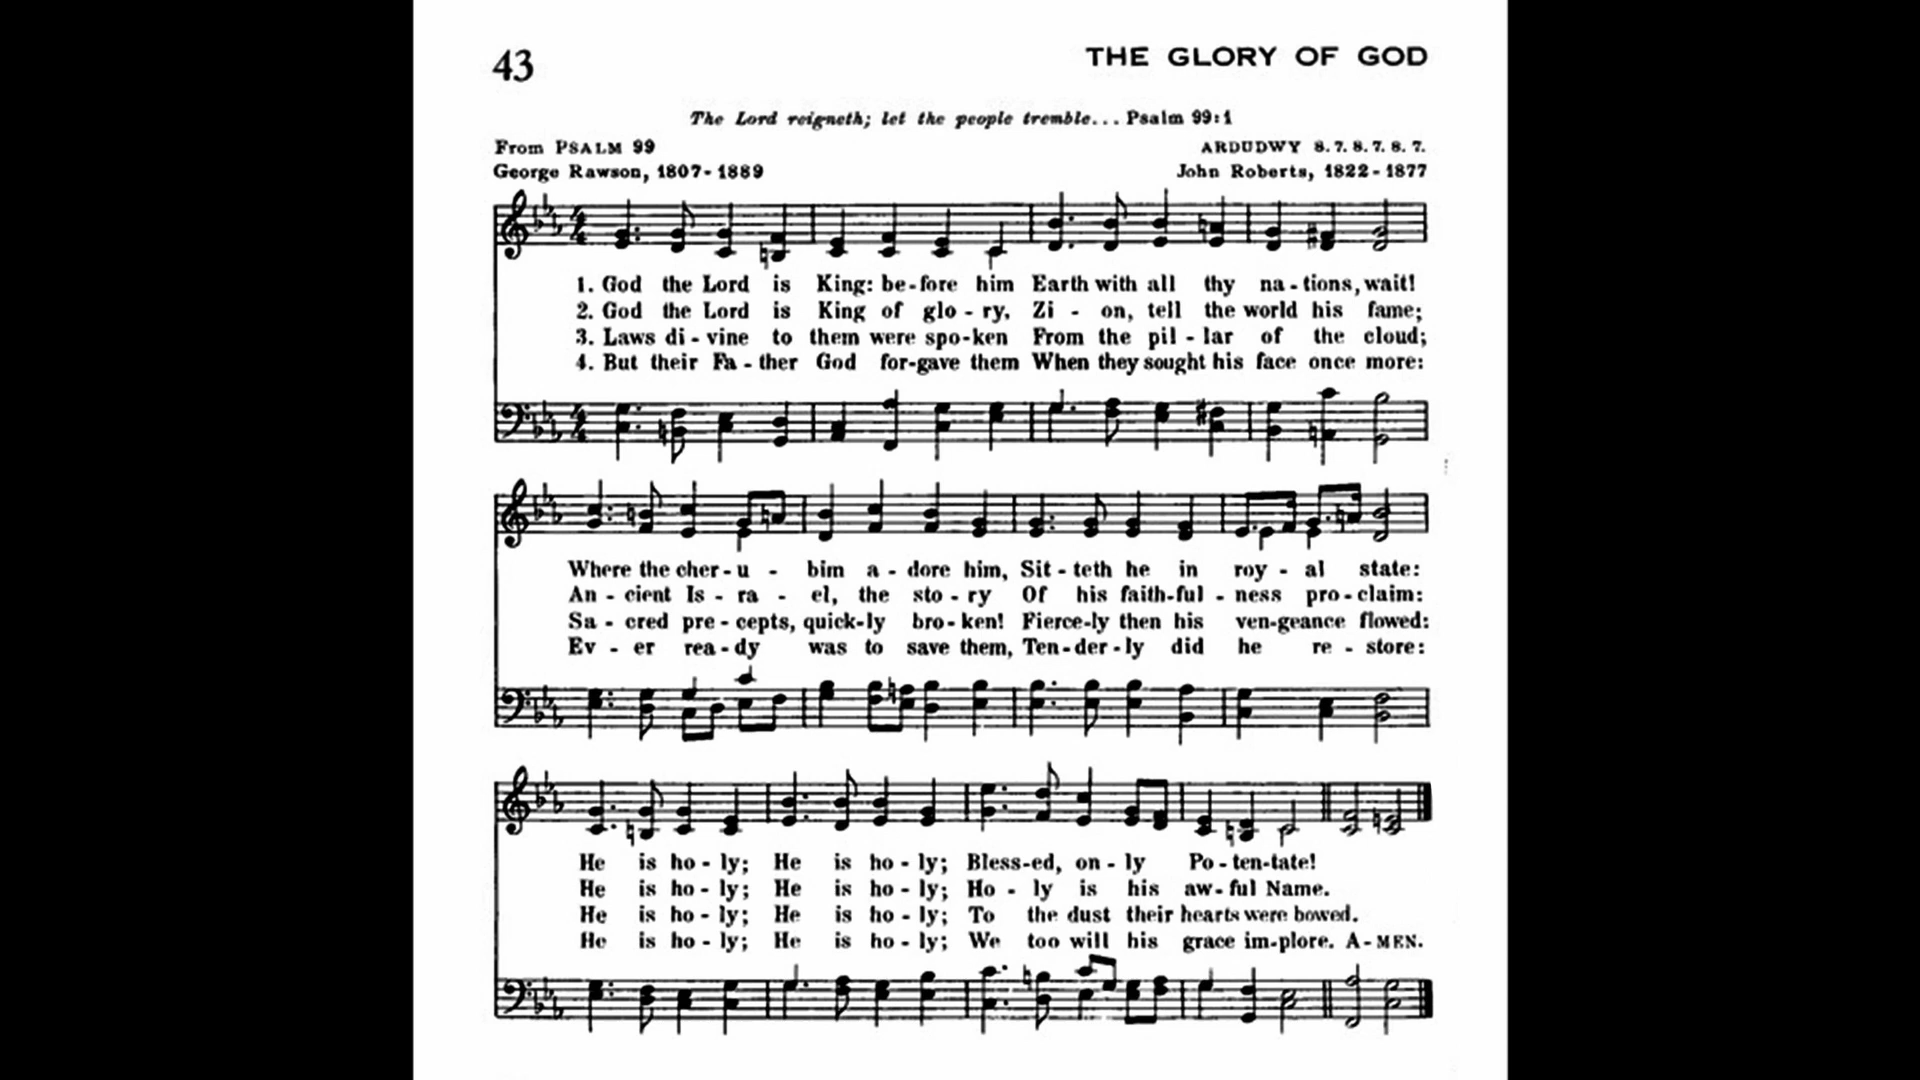 43
THE GLORY OF GOD
The Lord reigneth; let the people tremble... Psalm 99:1
From PSALM 99
ARDUDWY 8.7.8.7.8.7.
George Rawson, 1807-1889
John Roberts, 1822-1877
1. God the Lord is King: be-fore him Earth with all thy na-tions, wait!
2. God the Lord is King of glo-ry, Zi-on, tell the world his fame;
3. Laws di-vine to them were spo-ken From the pil-lar of the cloud;
4. But their Fa-ther God for-gave them When they sought his face once more:
Where the cher-u-bim a-dore him, Sit-teth he in roy-al state:
An-cient Is-ra-el, the sto-ry Of his faith-ful-ness pro-claim:
Sa-cred pre-cepts, quick-ly bro-ken! Fierce-ly then his ven-geance flowed:
Ev-er rea-dy was to save them, Ten-der-ly did he re-store:
He is ho-ly; He is ho-ly; Bless-ed, on-ly Po-ten-tate!
He is ho-ly; He is ho-ly; Ho-ly is his aw-ful Name.
He is ho-ly; He is ho-ly; To the dust their hearts were bowed.
He is ho-ly; He is ho-ly; We too will his grace im-plore. A-MEN.